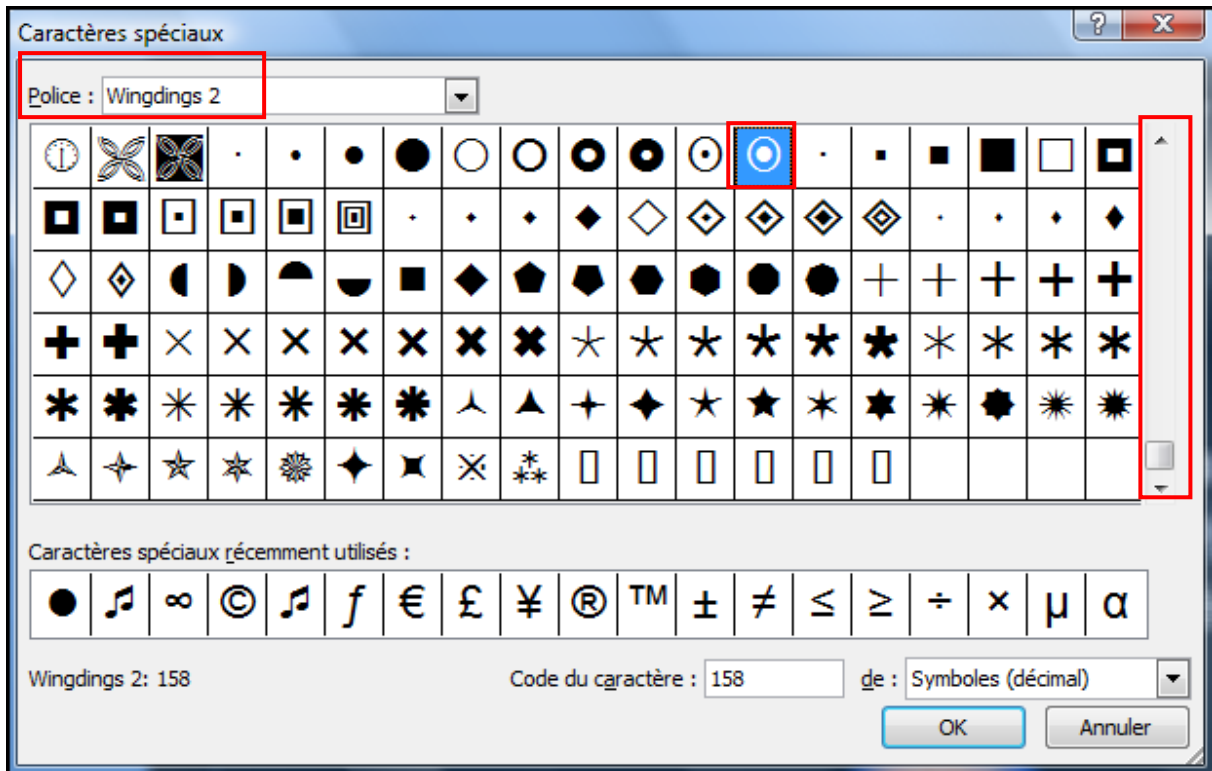 Caractères spéciaux
Police : Wingdings 2
Caractères spéciaux récemment utilisés :
● ♫ ∞ © ♫ ƒ € £ ¥ ® ™ ± ≠ ≤ ≥ ÷ × µ α
Wingdings 2: 158 Code du caractère : 158 de : Symboles (décimal)
OK Annuler